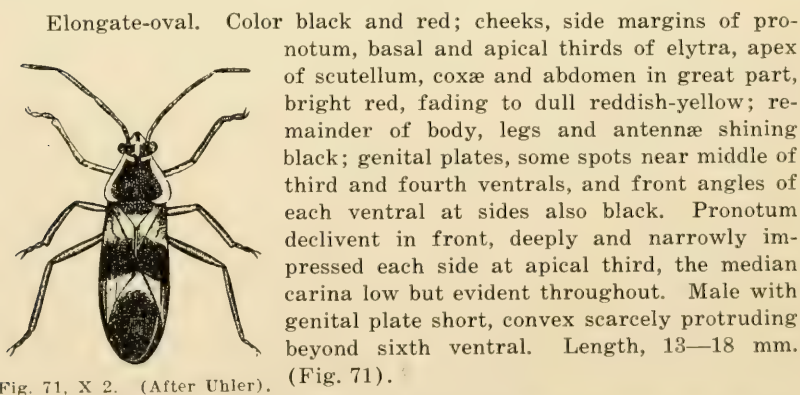 Elongate-oval. Color black and red; cheeks, side margins of pro-
notum, basal and apical thirds of elytra, apex
of scutellum, coxæ and abdomen in great part,
bright red, fading to dull reddish-yellow; re-
mainder of body, legs and antennæ shining
black; genital plates, some spots near middle of
third and fourth ventrals, and front angles of
each ventral at sides also black. Pronotum
declivent in front, deeply and narrowly im-
pressed each side at apical third, the median
carina low but evident throughout. Male with
genital plate short, convex scarcely protruding
beyond sixth ventral. Length, 13—18 mm.
(Fig. 71).
Fig. 71, X 2. (After Uhler).